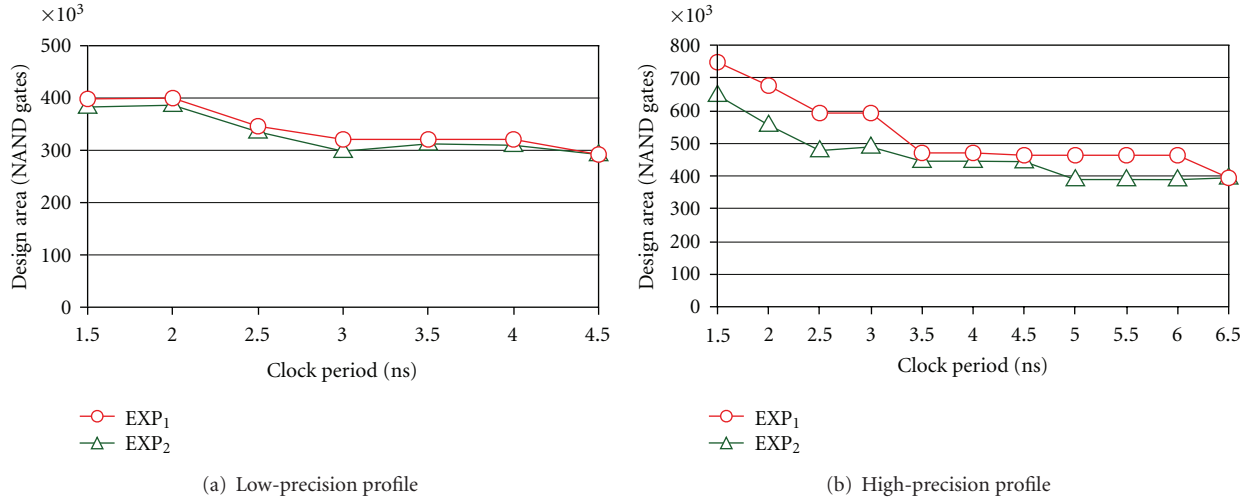 ×10³
Design area (NAND gates)
500
400
300
200
100
0
1.5 2 2.5 3 3.5 4 4.5
Clock period (ns)
EXP₁
EXP₂
(a) Low-precision profile
×10³
Design area (NAND gates)
800
700
600
500
400
300
200
100
0
1.5 2 2.5 3 3.5 4 4.5 5 5.5 6 6.5
Clock period (ns)
EXP₁
EXP₂
(b) High-precision profile